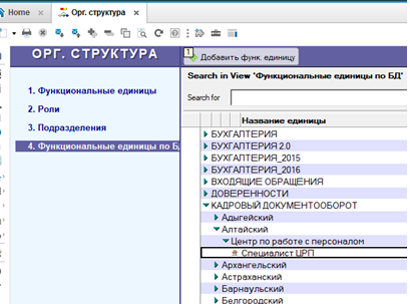 Home
Орг. структура
ОРГ. СТРУКТУРА
1. Функциональные единицы
2. Роли
3. Подразделения
4. Функциональные единицы по БД
1
Добавить функ. единицу
Search in View 'Функциональные единицы по БД'
Search for
Название единицы
БУХГАЛТЕРИЯ
БУХГАЛТЕРИЯ 2.0
БУХГАЛТЕРИЯ_2015
БУХГАЛТЕРИЯ_2016
ВХОДЯЩИЕ ОБРАЩЕНИЯ
ДОВЕРЕННОСТИ
КАДРОВЫЙ ДОКУМЕНТООБОРОТ
Адыгейский
Алтайский
Центр по работе с персоналом
Специалист ЦРП
Архангельский
Астраханский
Барнаульский
Белгородский